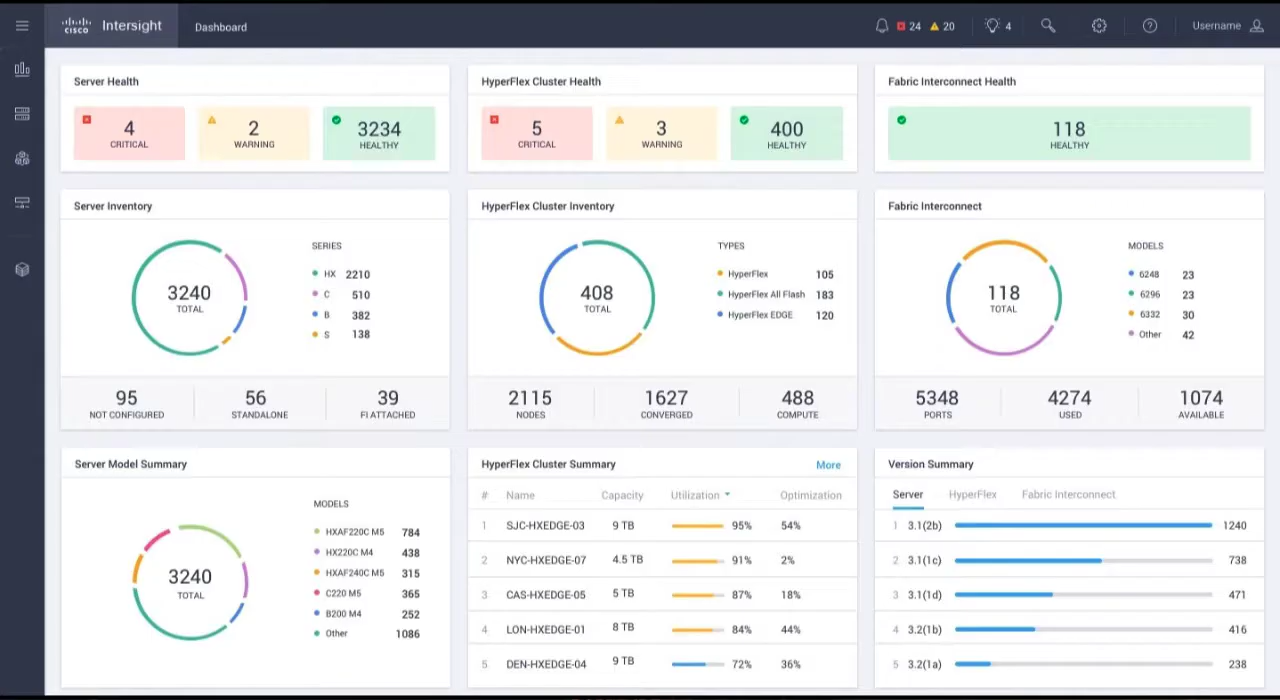 CISCO Intersight Dashboard 24 20 4 Username
Server Health
4
CRITICAL
2
WARNING
3234
HEALTHY
HyperFlex Cluster Health
5
CRITICAL
3
WARNING
400
HEALTHY
Fabric Interconnect Health
118
HEALTHY
Server Inventory
3240
TOTAL
SERIES
HX 2210
C 510
B 382
S 138
95
NOT CONFIGURED
56
STANDALONE
39
FI ATTACHED
HyperFlex Cluster Inventory
408
TOTAL
TYPES
HyperFlex 105
HyperFlex All Flash 183
HyperFlex EDGE 120
2115
NODES
1627
CONVERGED
488
COMPUTE
Fabric Interconnect
118
TOTAL
MODELS
6248 23
6296 23
6332 30
Other 42
5348
PORTS
4274
USED
1074
AVAILABLE
Server Model Summary
3240
TOTAL
MODELS
HXAF220C M5 784
HX220C M4 438
HXAF240C M5 315
C220 M5 365
B200 M4 252
Other 1086
HyperFlex Cluster Summary More
# Name Capacity Utilization Optimization
1 SJC-HXEDGE-03 9 TB 95% 54%
2 NYC-HXEDGE-07 4.5 TB 91% 2%
3 CAS-HXEDGE-05 5 TB 87% 18%
4 LON-HXEDGE-01 8 TB 84% 44%
5 DEN-HXEDGE-04 9 TB 72% 36%
Version Summary
Server HyperFlex Fabric Interconnect
1 3.1(2b) 1240
2 3.1(1c) 738
3 3.1(1d) 471
4 3.2(1b) 416
5 3.2(1a) 238